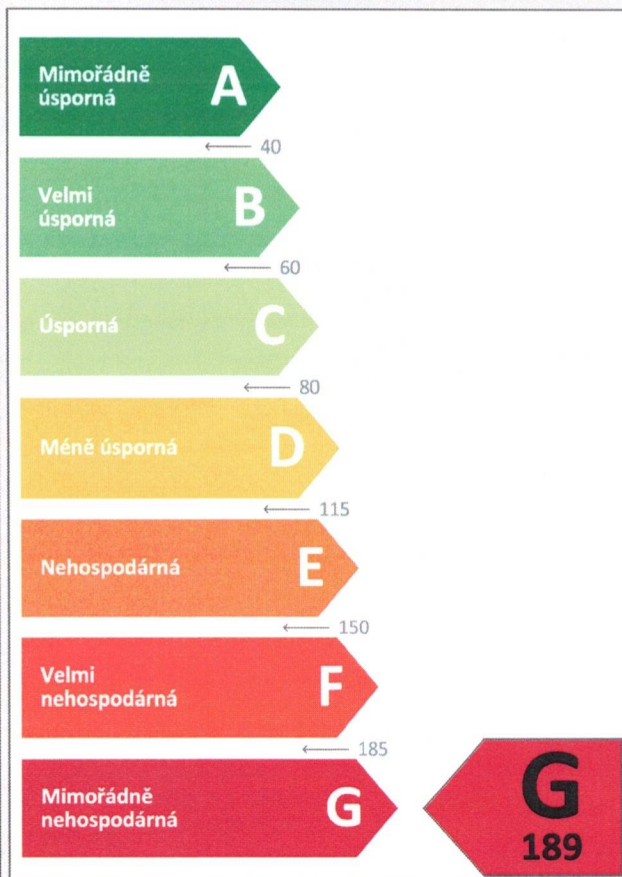 Mimořádně
úsporná
A
40
Velmi
úsporná
B
60
Úsporná
C
80
Méně úsporná
D
115
Nehospodárná
E
150
Velmi
nehospodárná
F
185
Mimořádně
nehospodárná
G
G
189